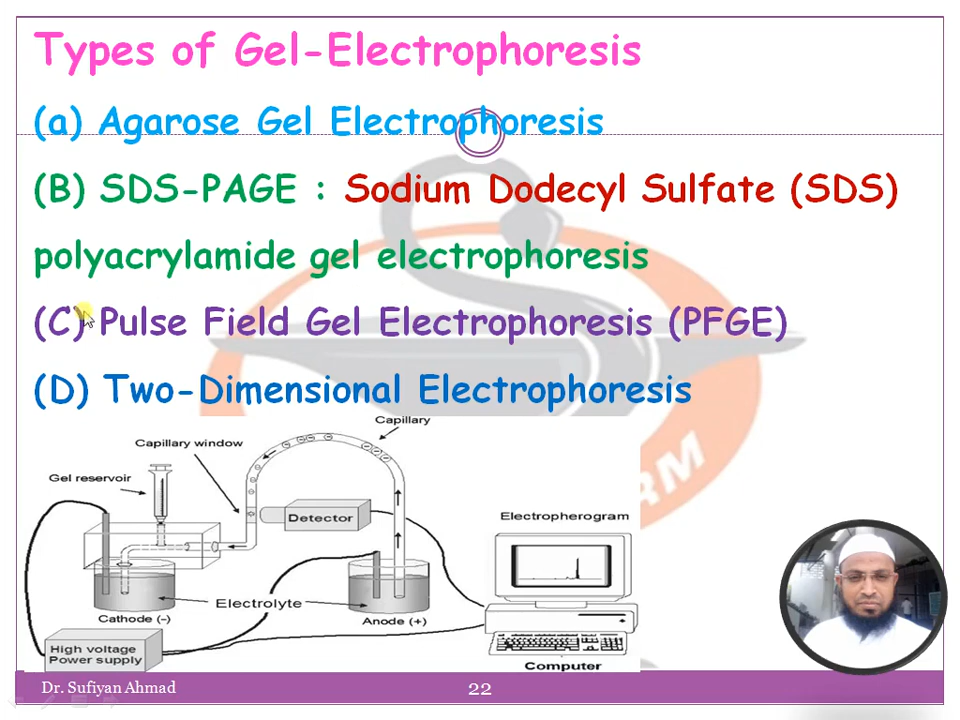 Types of Gel-Electrophoresis
(a) Agarose Gel Electrophoresis
(B) SDS-PAGE : Sodium Dodecyl Sulfate (SDS)
polyacrylamide gel electrophoresis
(C) Pulse Field Gel Electrophoresis (PFGE)
(D) Two-Dimensional Electrophoresis
Capillary
Capillary window
Gel reservoir
Detector
Electropherogram
Electrolyte
Cathode (-)
Anode (+)
High voltage
Power supply
Computer
RM
Dr. Sufiyan Ahmad
22